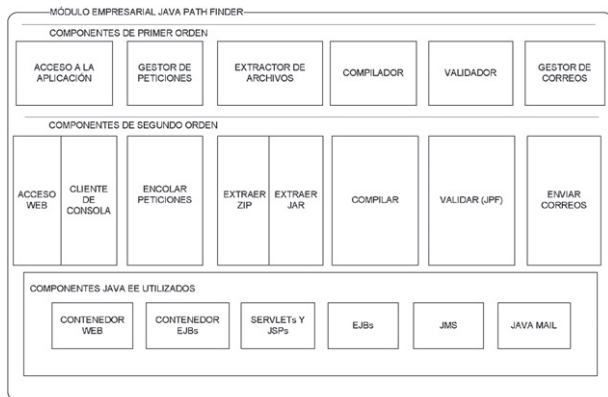 MÓDULO EMPRESARIAL JAVA PATH FINDER
COMPONENTES DE PRIMER ORDEN
ACCESO A LA
APLICACIÓN
GESTOR DE
PETICIONES
EXTRACTOR DE
ARCHIVOS
COMPILADOR
VALIDADOR
GESTOR DE
CORREOS
COMPONENTES DE SEGUNDO ORDEN
ACCESO
WEB
CLIENTE
DE
CONSOLA
ENCOLAR
PETICIONES
EXTRAER
ZIP
EXTRAER
JAR
COMPILAR
VALIDAR (JPF)
ENVIAR
CORREOS
COMPONENTES JAVA EE UTILIZADOS
CONTENEDOR
WEB
CONTENEDOR
EJBs
SERVLETs Y
JSPs
EJBs
JMS
JAVA MAIL